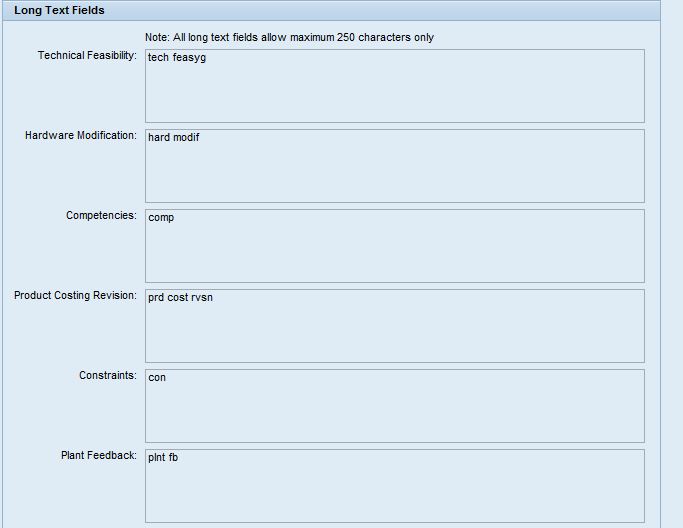 Long Text Fields
Note: All long text fields allow maximum 250 characters only
Technical Feasibility: tech feasyg
Hardware Modification: hard modif
Competencies: comp
Product Costing Revision: prd cost rvsn
Constraints: con
Plant Feedback: plnt fb